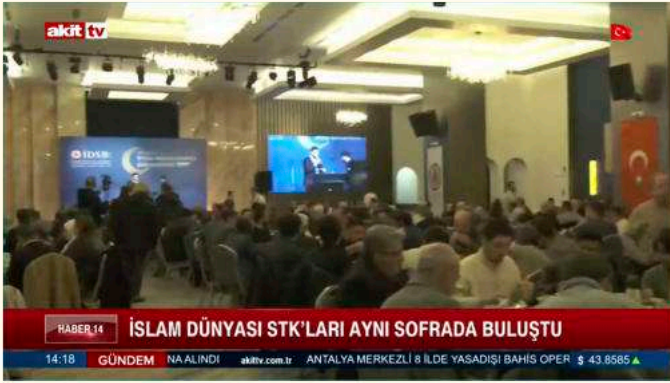 akit tv
İDSB
HABER 14
İSLAM DÜNYASI STK'LARI AYNI SOFRADA BULUŞTU
14:18 GÜNDEM NA ALINDI akittv.com.tr ANTALYA MERKEZLİ 8 İLDE YASADIŞI BAHİS OPER $ 43.8585